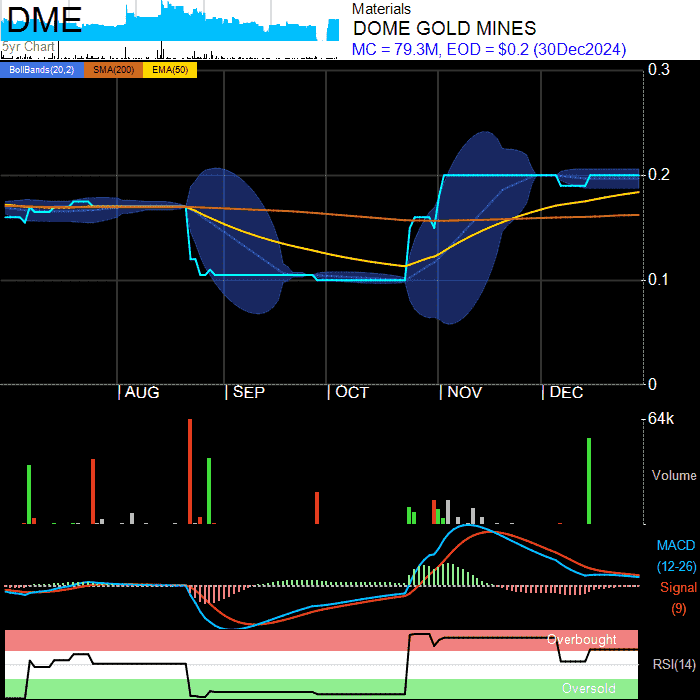 DME
5yr Chart
Materials
DOME GOLD MINES
MC = 79.3M, EOD = $0.2 (30Dec2024)
BollBands(20,2) SMA(200) EMA(50)
0.3
0.2
0.1
0
AUG SEP OCT NOV DEC
64k
Volume
MACD
(12-26)
Signal
(9)
Overbought
RSI(14)
Oversold